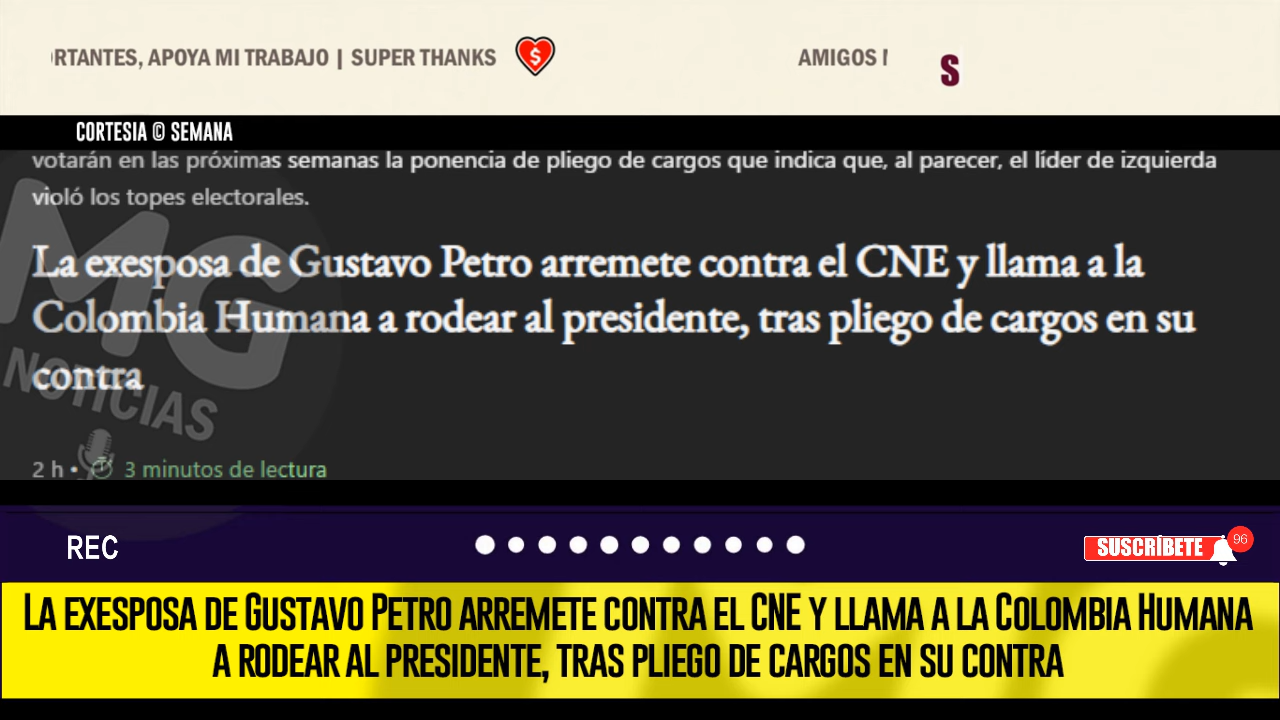 RTANTES, APOYA MI TRABAJO | SUPER THANKS
$
AMIGOS
S
CORTESIA © SEMANA
votarán en las próximas semanas la ponencia de pliego de cargos que indica que, al parecer, el líder de izquierda
violó los topes electorales.
La exesposa de Gustavo Petro arremete contra el CNE y llama a la
Colombia Humana a rodear al presidente, tras pliego de cargos en su
contra
MG
NOTICIAS
2 h • 3 minutos de lectura
REC
SUSCRÍBETE
96
LA EXESPOSA DE GUSTAVO PETRO ARREMETE CONTRA EL CNE Y LLAMA A LA COLOMBIA HUMANA
A RODEAR AL PRESIDENTE, TRAS PLIEGO DE CARGOS EN SU CONTRA